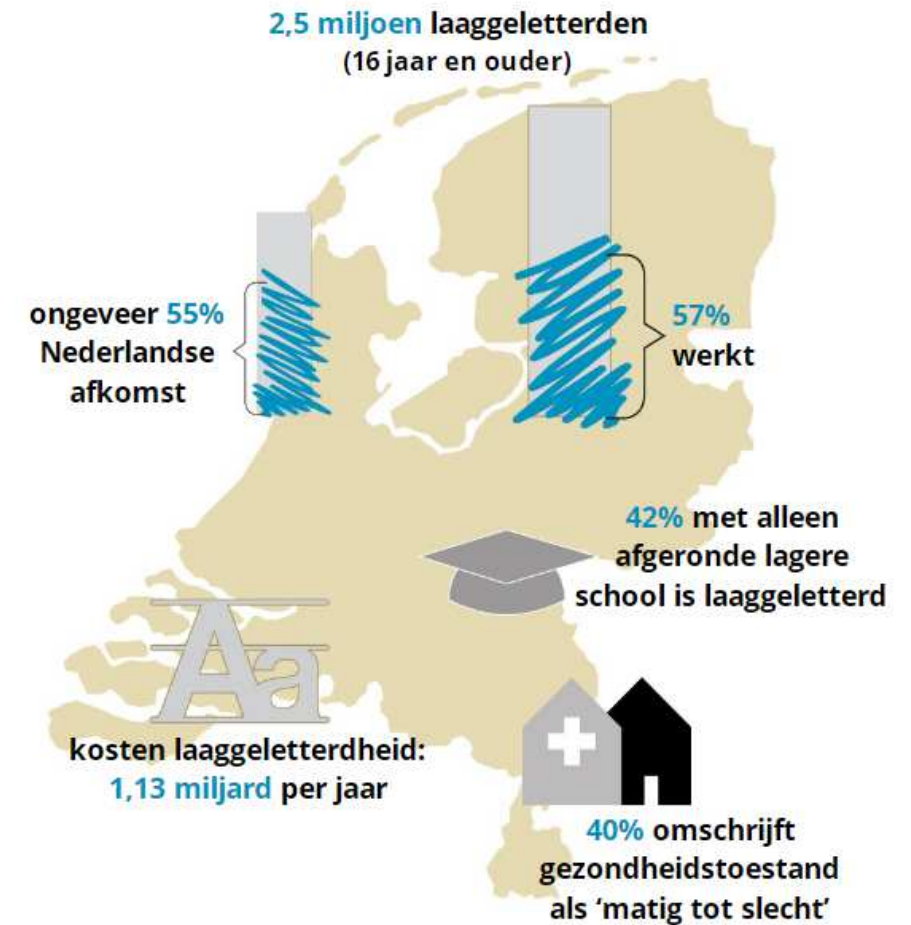 2,5 miljoen laaggeletterden
(16 jaar en ouder)
ongeveer 55%
Nederlandse
afkomst
57%
werkt
42% met alleen
afgeronde lagere
school is laaggeletterd
Aa
kosten laaggeletterdheid:
1,13 miljard per jaar
40% omschrijft
gezondheidstoestand
als ‘matig tot slecht’